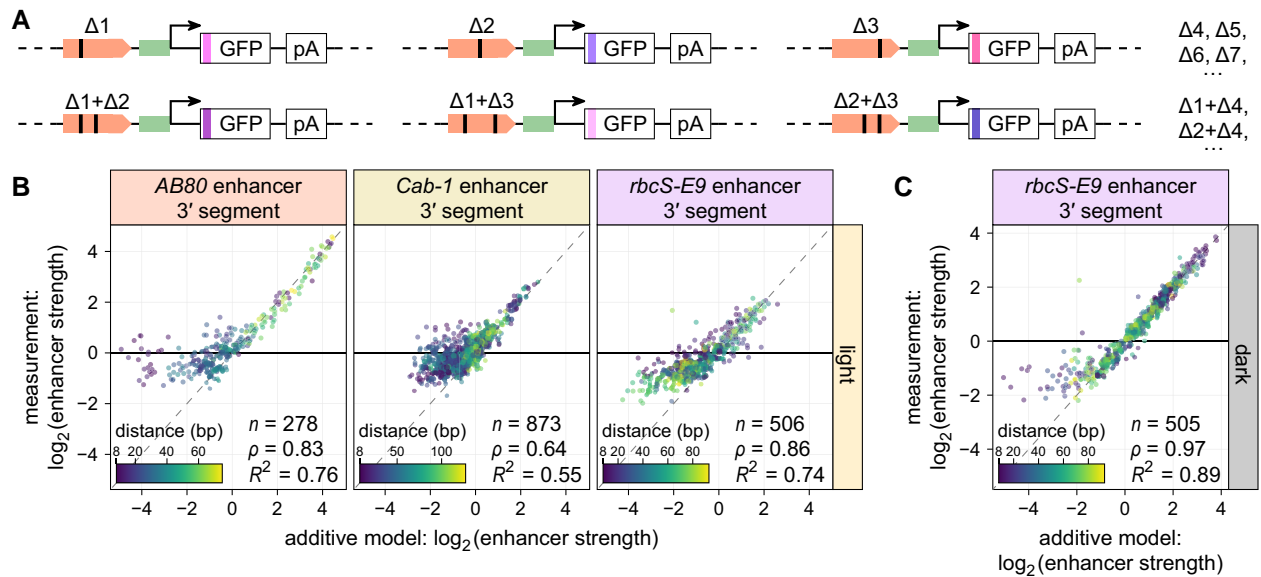 A
Δ1
Δ2
Δ3
GFP pA
GFP pA
GFP pA
Δ4, Δ5,
Δ6, Δ7,
...
Δ1+Δ2
Δ1+Δ3
Δ2+Δ3
GFP pA
GFP pA
GFP pA
Δ1+Δ4,
Δ2+Δ4,
...
B
AB80 enhancer
3′ segment
Cab-1 enhancer
3′ segment
rbcS-E9 enhancer
3′ segment
measurement:
log2(enhancer strength)
4
2
0
−2
−4
distance (bp)
8 20 40 60
n = 278
ρ = 0.83
R2 = 0.76
distance (bp)
8 50 100
n = 873
ρ = 0.64
R2 = 0.55
distance (bp)
8 20 40 60 80
n = 506
ρ = 0.86
R2 = 0.74
light
−4 −2 0 2 4
−4 −2 0 2 4
−4 −2 0 2 4
additive model: log2(enhancer strength)
C
rbcS-E9 enhancer
3′ segment
measurement:
log2(enhancer strength)
4
2
0
−2
−4
distance (bp)
8 20 40 60 80
n = 505
ρ = 0.97
R2 = 0.89
dark
−4 −2 0 2 4
additive model:
log2(enhancer strength)